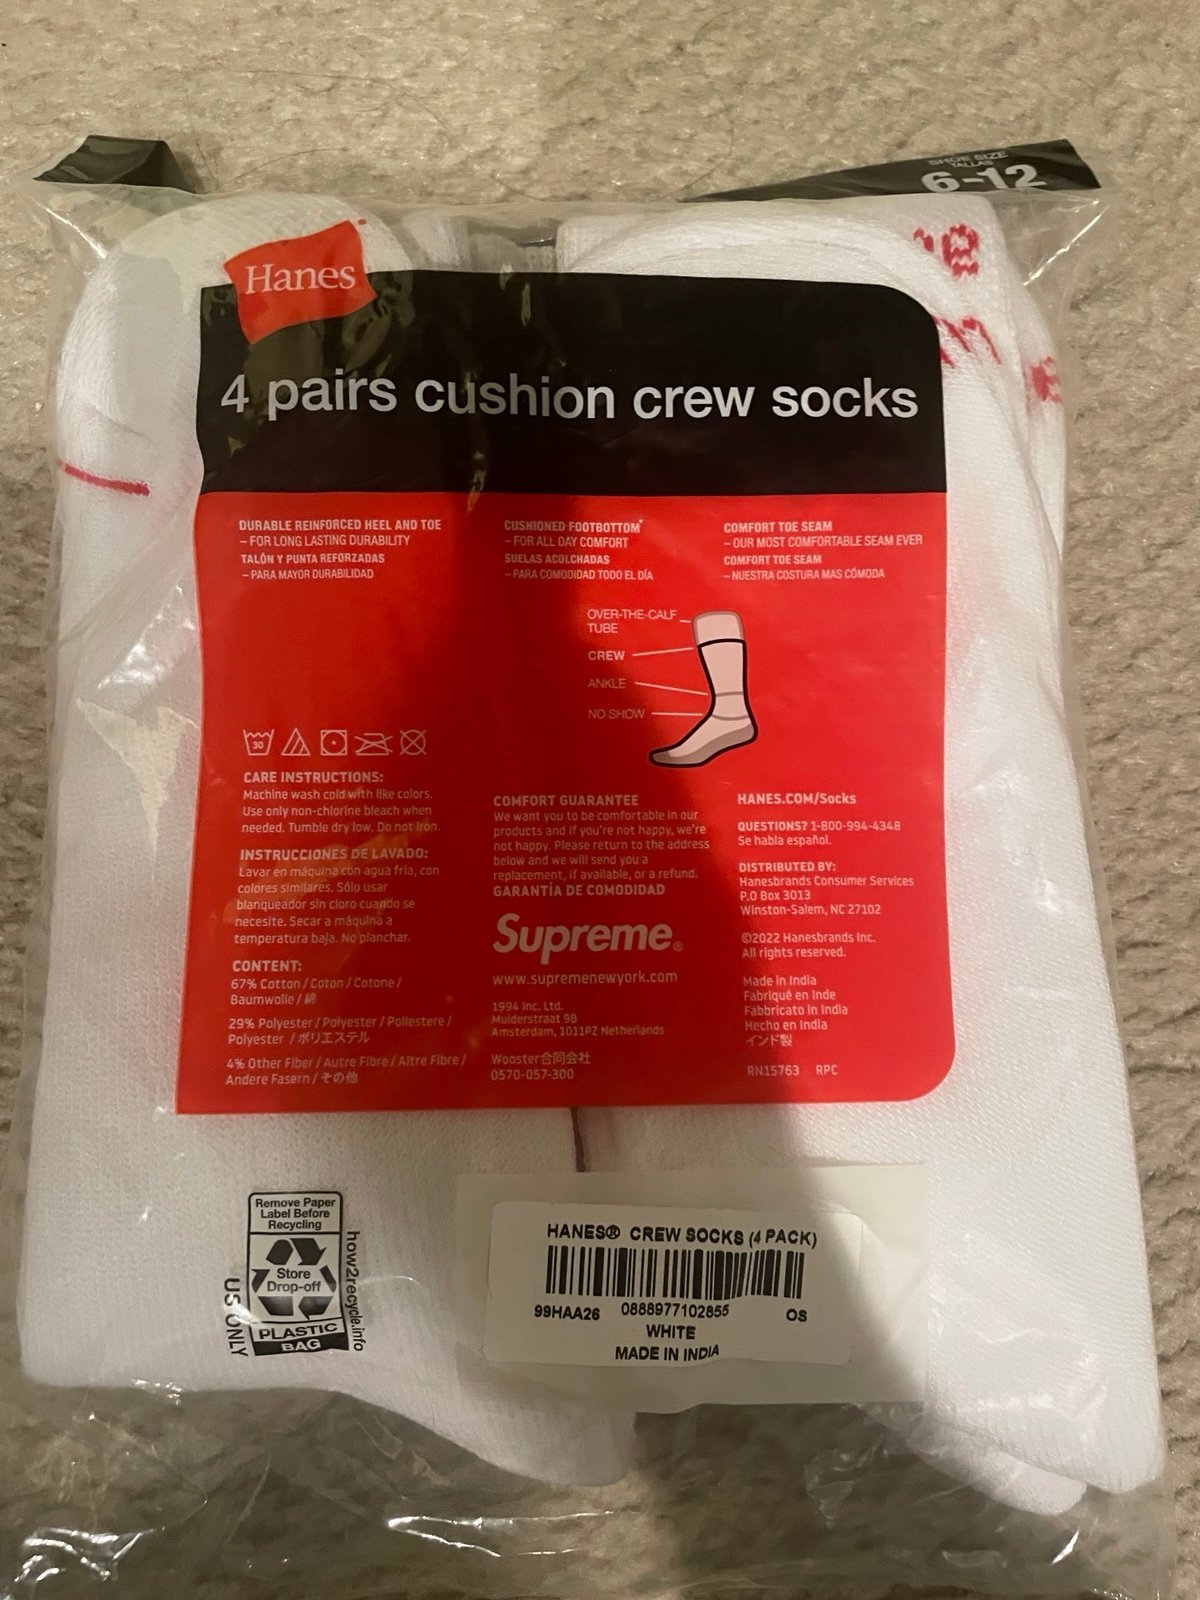 SHOE SIZE
TALLAS
6-12
Hanes
4 pairs cushion crew socks
DURABLE REINFORCED HEEL AND TOE
– FOR LONG LASTING DURABILITY
TALÓN Y PUNTA REFORZADAS
– PARA MAYOR DURABILIDAD
CUSHIONED FOOTBOTTOM*
– FOR ALL DAY COMFORT
SUELAS ACOLCHADAS
– PARA COMODIDAD TODO EL DÍA
COMFORT TOE SEAM
– OUR MOST COMFORTABLE SEAM EVER
COMFORT TOE SEAM
– NUESTRA COSTURA MAS CÓMODA
OVER-THE-CALF
TUBE
CREW
ANKLE
NO SHOW
30
CARE INSTRUCTIONS:
Machine wash cold with like colors.
Use only non-chlorine bleach when
needed. Tumble dry low. Do not iron.
INSTRUCCIONES DE LAVADO:
Lavar en máquina con agua fría, con
colores similares. Sólo usar
blanqueador sin cloro cuando se
necesite. Secar a máquina a
temperatura baja. No planchar.
CONTENT:
67% Cotton / Coton / Cotone /
Baumwolle / 綿
29% Polyester / Polyester / Poliestere /
Polyester / ポリエステル
4% Other Fiber / Autre Fibre / Altre Fibre /
Andere Fasern / その他
COMFORT GUARANTEE
We want you to be comfortable in our
products and if you're not happy, we're
not happy. Please return to the address
below and we will send you a
replacement, if available, or a refund.
GARANTÍA DE COMODIDAD
Supreme®
www.supremenewyork.com
1994 Inc. Ltd.
Muiderstraat 9B
Amsterdam, 1011PZ Netherlands
Wooster合同会社
0570-057-300
HANES.COM/Socks
QUESTIONS? 1-800-994-4348
Se habla español.
DISTRIBUTED BY:
Hanesbrands Consumer Services
P.O Box 3013
Winston-Salem, NC 27102
©2022 Hanesbrands Inc.
All rights reserved.
Made in India
Fabriqué en Inde
Fabbricato in India
Hecho en India
インド製
RN15763 RPC
Remove Paper
Label Before
Recycling
Store
Drop-off
PLASTIC
BAG
how2recycle.info
US ONLY
HANES® CREW SOCKS (4 PACK)
99HAA26 0888977102855 OS
WHITE
MADE IN INDIA